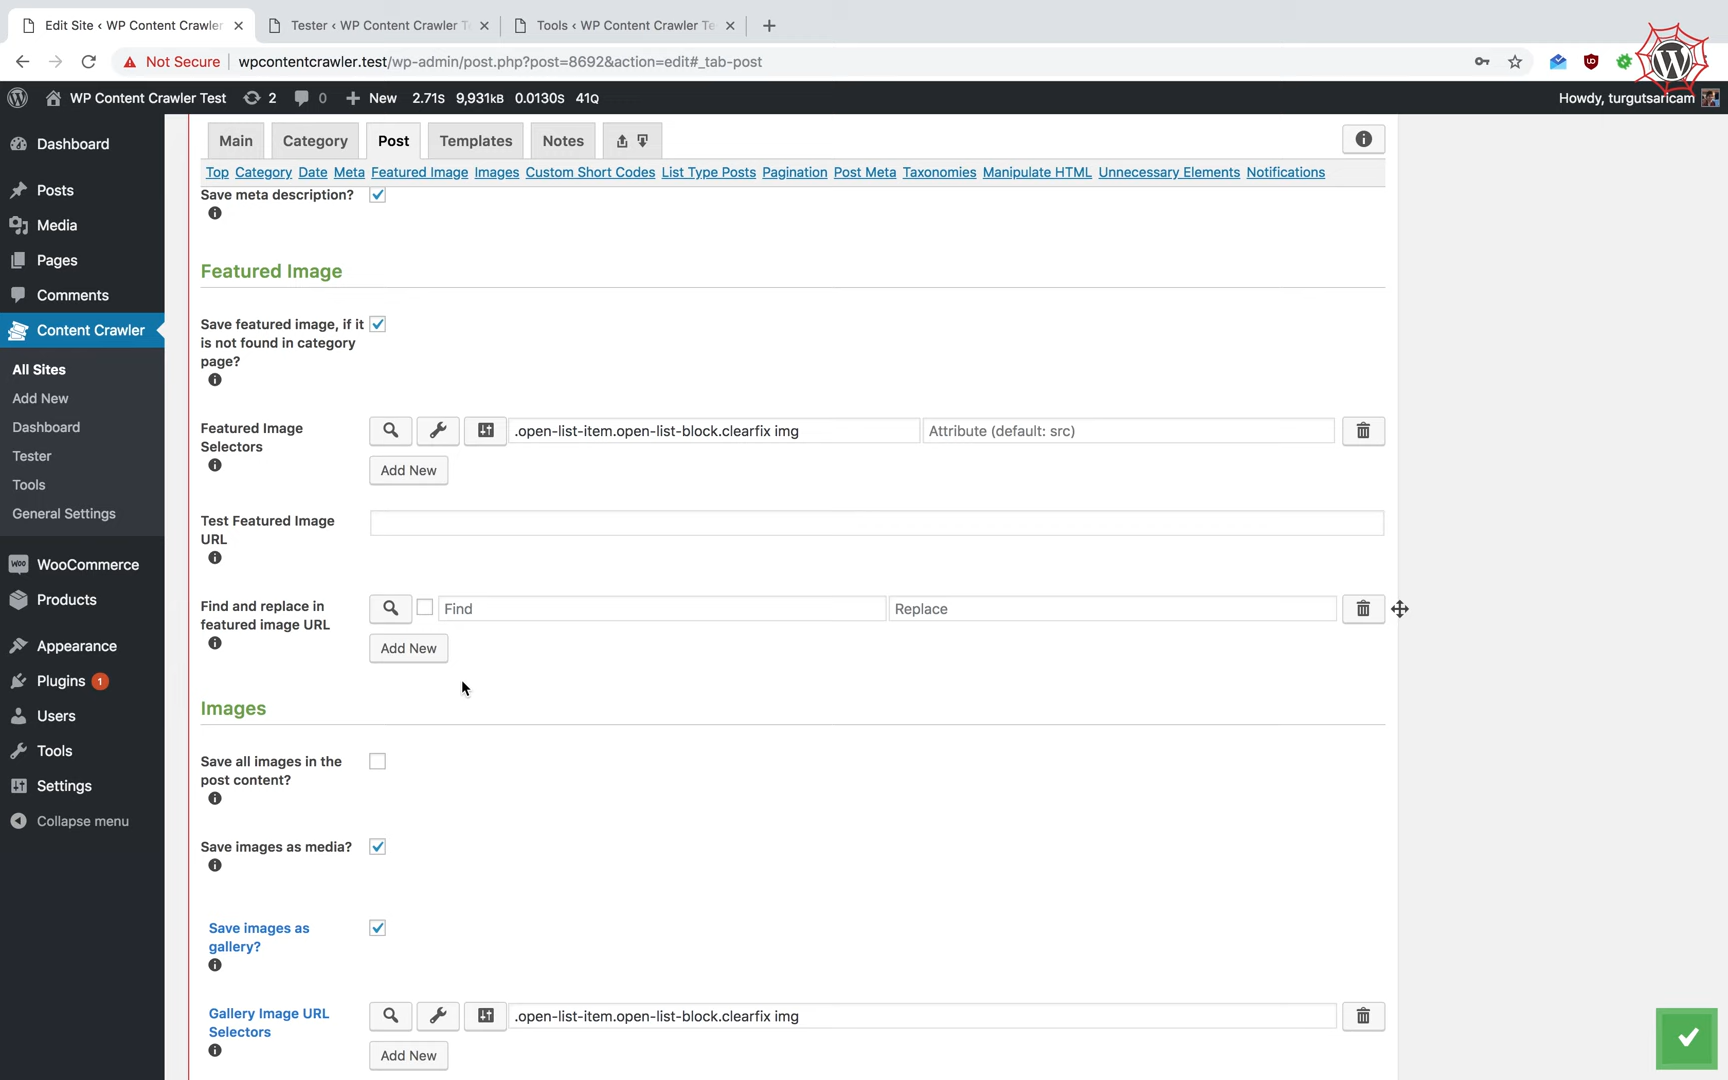 Edit Site ‹ WP Content Crawler
Tester ‹ WP Content Crawler T
Tools ‹ WP Content Crawler Te
Not Secure
wpcontentcrawler.test/wp-admin/post.php?post=8692&action=edit#_tab-post
WP Content Crawler Test
2
0
New
2.71s 9,931kB 0.0130s 41Q
Howdy, turgutsaricam
Dashboard
Posts
Media
Pages
Comments
Content Crawler
All Sites
Add New
Dashboard
Tester
Tools
General Settings
WooCommerce
Products
Appearance
Plugins 1
Users
Tools
Settings
Collapse menu
Main
Category
Post
Templates
Notes
Top Category Date Meta Featured Image Images Custom Short Codes List Type Posts Pagination Post Meta Taxonomies Manipulate HTML Unnecessary Elements Notifications
Save meta description?
Featured Image
Save featured image, if it
is not found in category
page?
Featured Image
Selectors
.open-list-item.open-list-block.clearfix img
Attribute (default: src)
Add New
Test Featured Image
URL
Find and replace in
featured image URL
Find
Replace
Add New
Images
Save all images in the
post content?
Save images as media?
Save images as
gallery?
Gallery Image URL
Selectors
.open-list-item.open-list-block.clearfix img
Add New